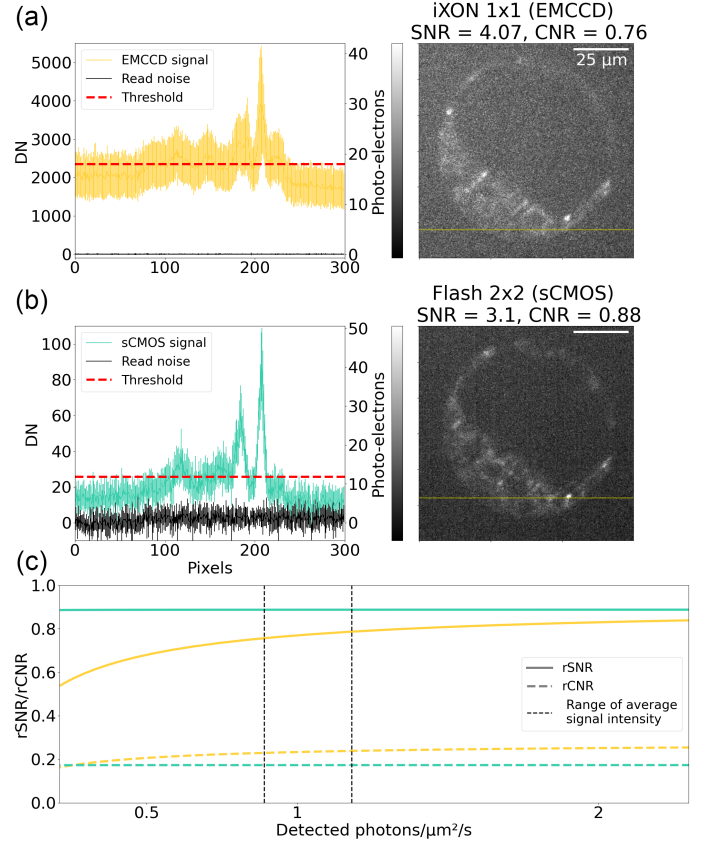 (a)
iXON 1x1 (EMCCD)
SNR = 4.07, CNR = 0.76
EMCCD signal
Read noise
Threshold
DN
5000
4000
3000
2000
1000
0
0
100
200
300
40
30
20
10
0
Photo-electrons
25 μm
(b)
Flash 2x2 (sCMOS)
SNR = 3.1, CNR = 0.88
sCMOS signal
Read noise
Threshold
DN
100
80
60
40
20
0
0
100
200
300
Pixels
50
40
30
20
10
0
Photo-electrons
(c)
rSNR/rCNR
1.0
0.8
0.6
0.4
0.2
0.0
rSNR
rCNR
Range of average
signal intensity
0.5
1
2
Detected photons/μm²/s